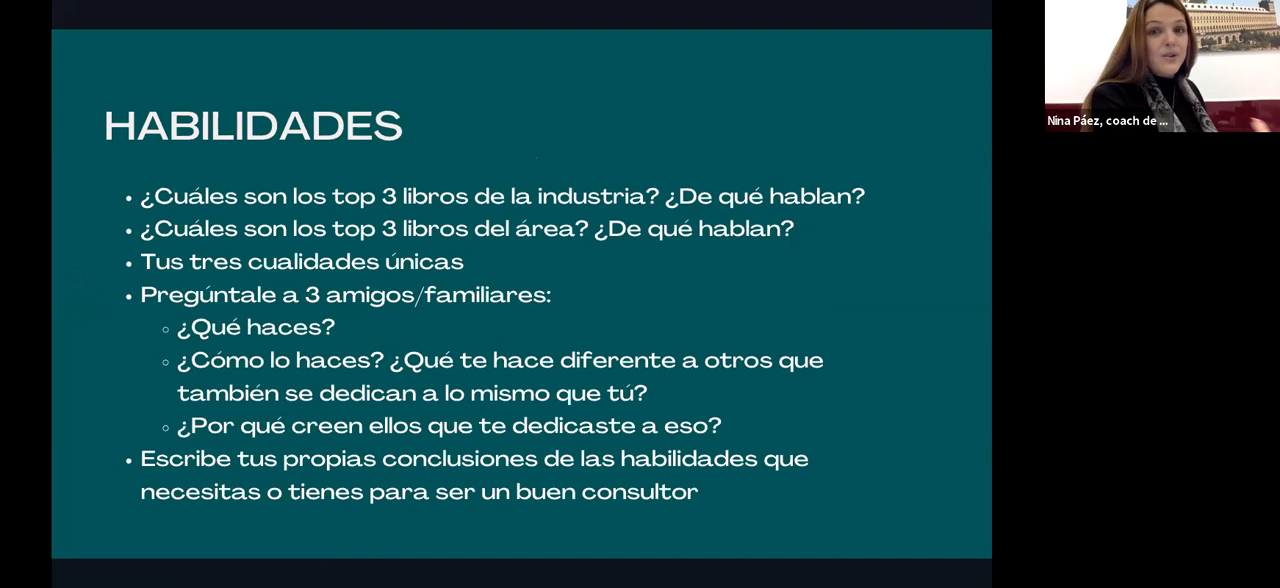 HABILIDADES
• ¿Cuáles son los top 3 libros de la industria? ¿De qué hablan?
• ¿Cuáles son los top 3 libros del área? ¿De qué hablan?
• Tus tres cualidades únicas
• Pregúntale a 3 amigos/familiares:
◦ ¿Qué haces?
◦ ¿Cómo lo haces? ¿Qué te hace diferente a otros que
también se dedican a lo mismo que tú?
◦ ¿Por qué creen ellos que te dedicaste a eso?
• Escribe tus propias conclusiones de las habilidades que
necesitas o tienes para ser un buen consultor
Nina Páez, coach de ...